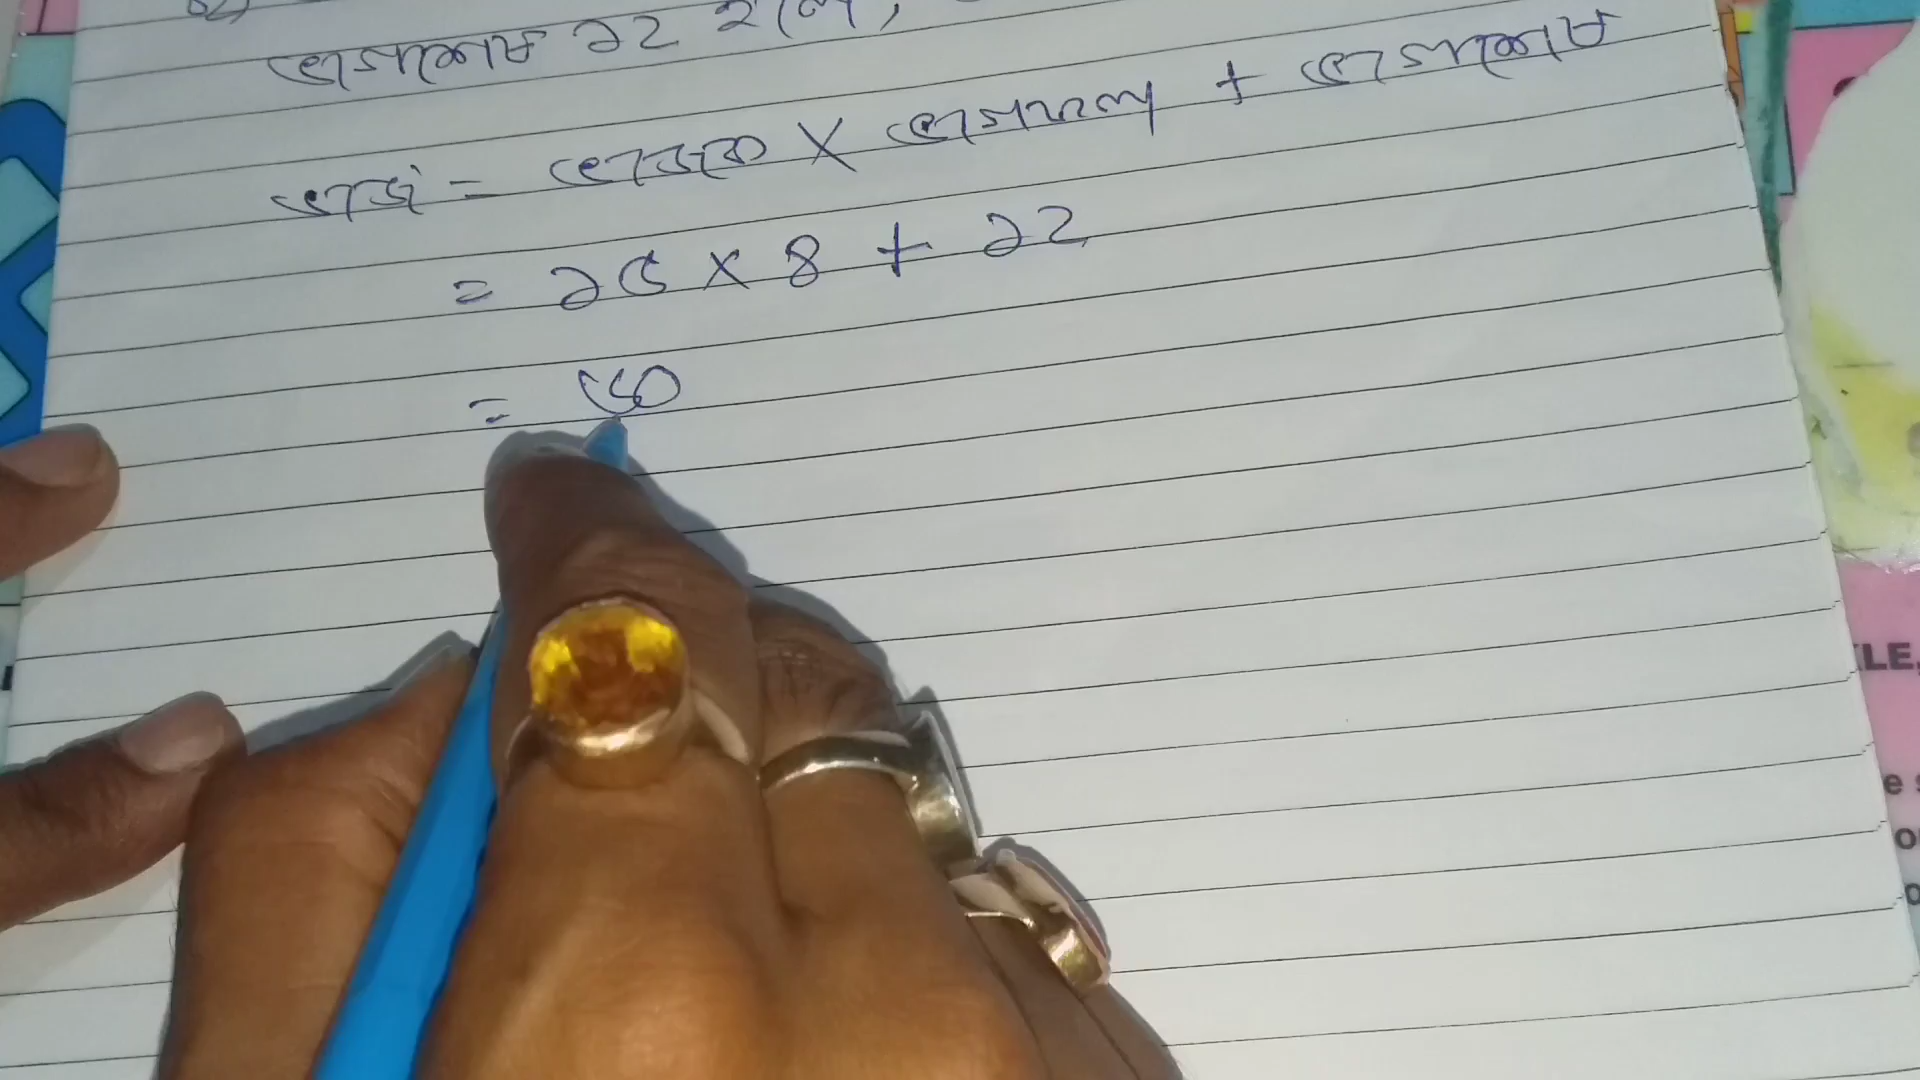 ভাগশেষ ১২ হলে,
ভাজ্য = ভাজক × ভাগফল + ভাগশেষ
= ১৫ × ৪ + ১২
= ৬০